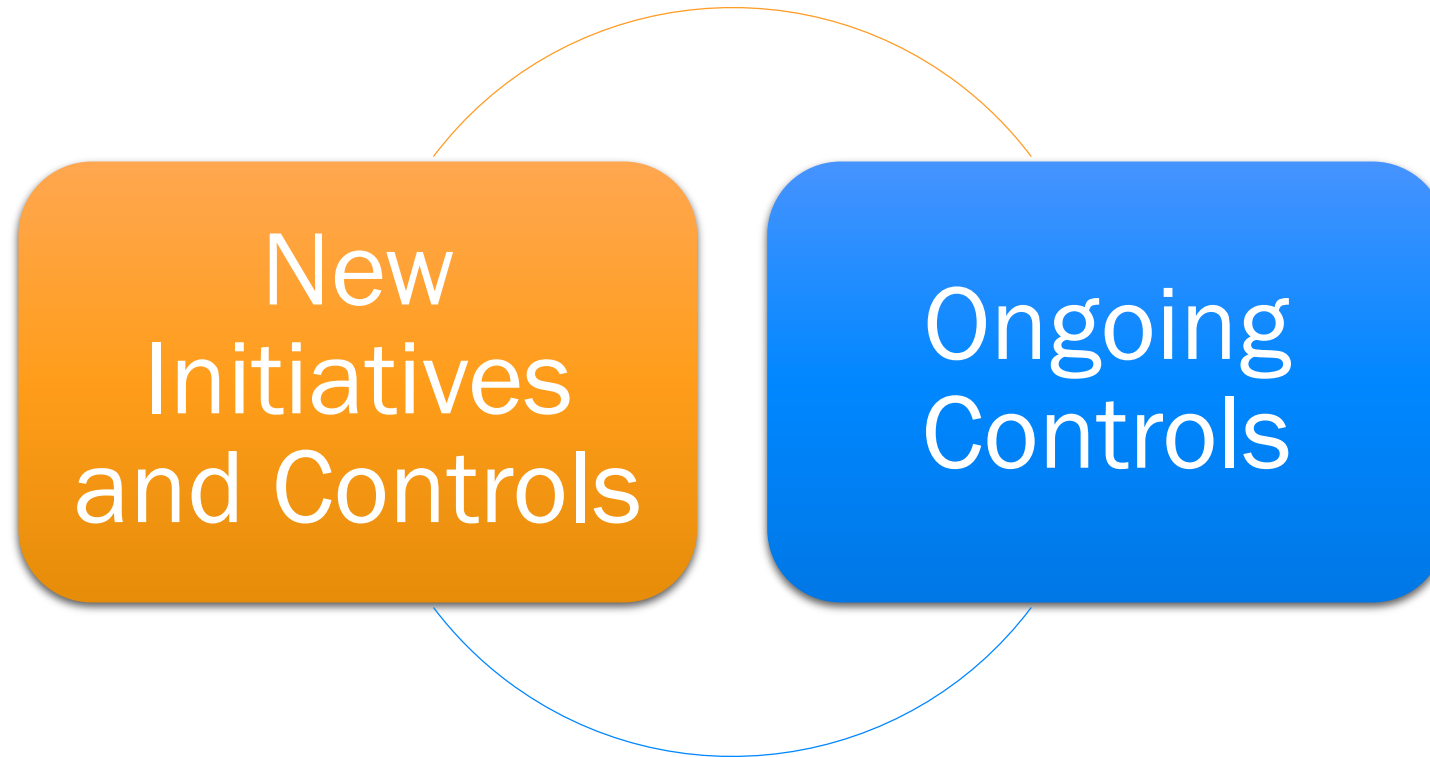 New
Initiatives
and Controls
Ongoing
Controls